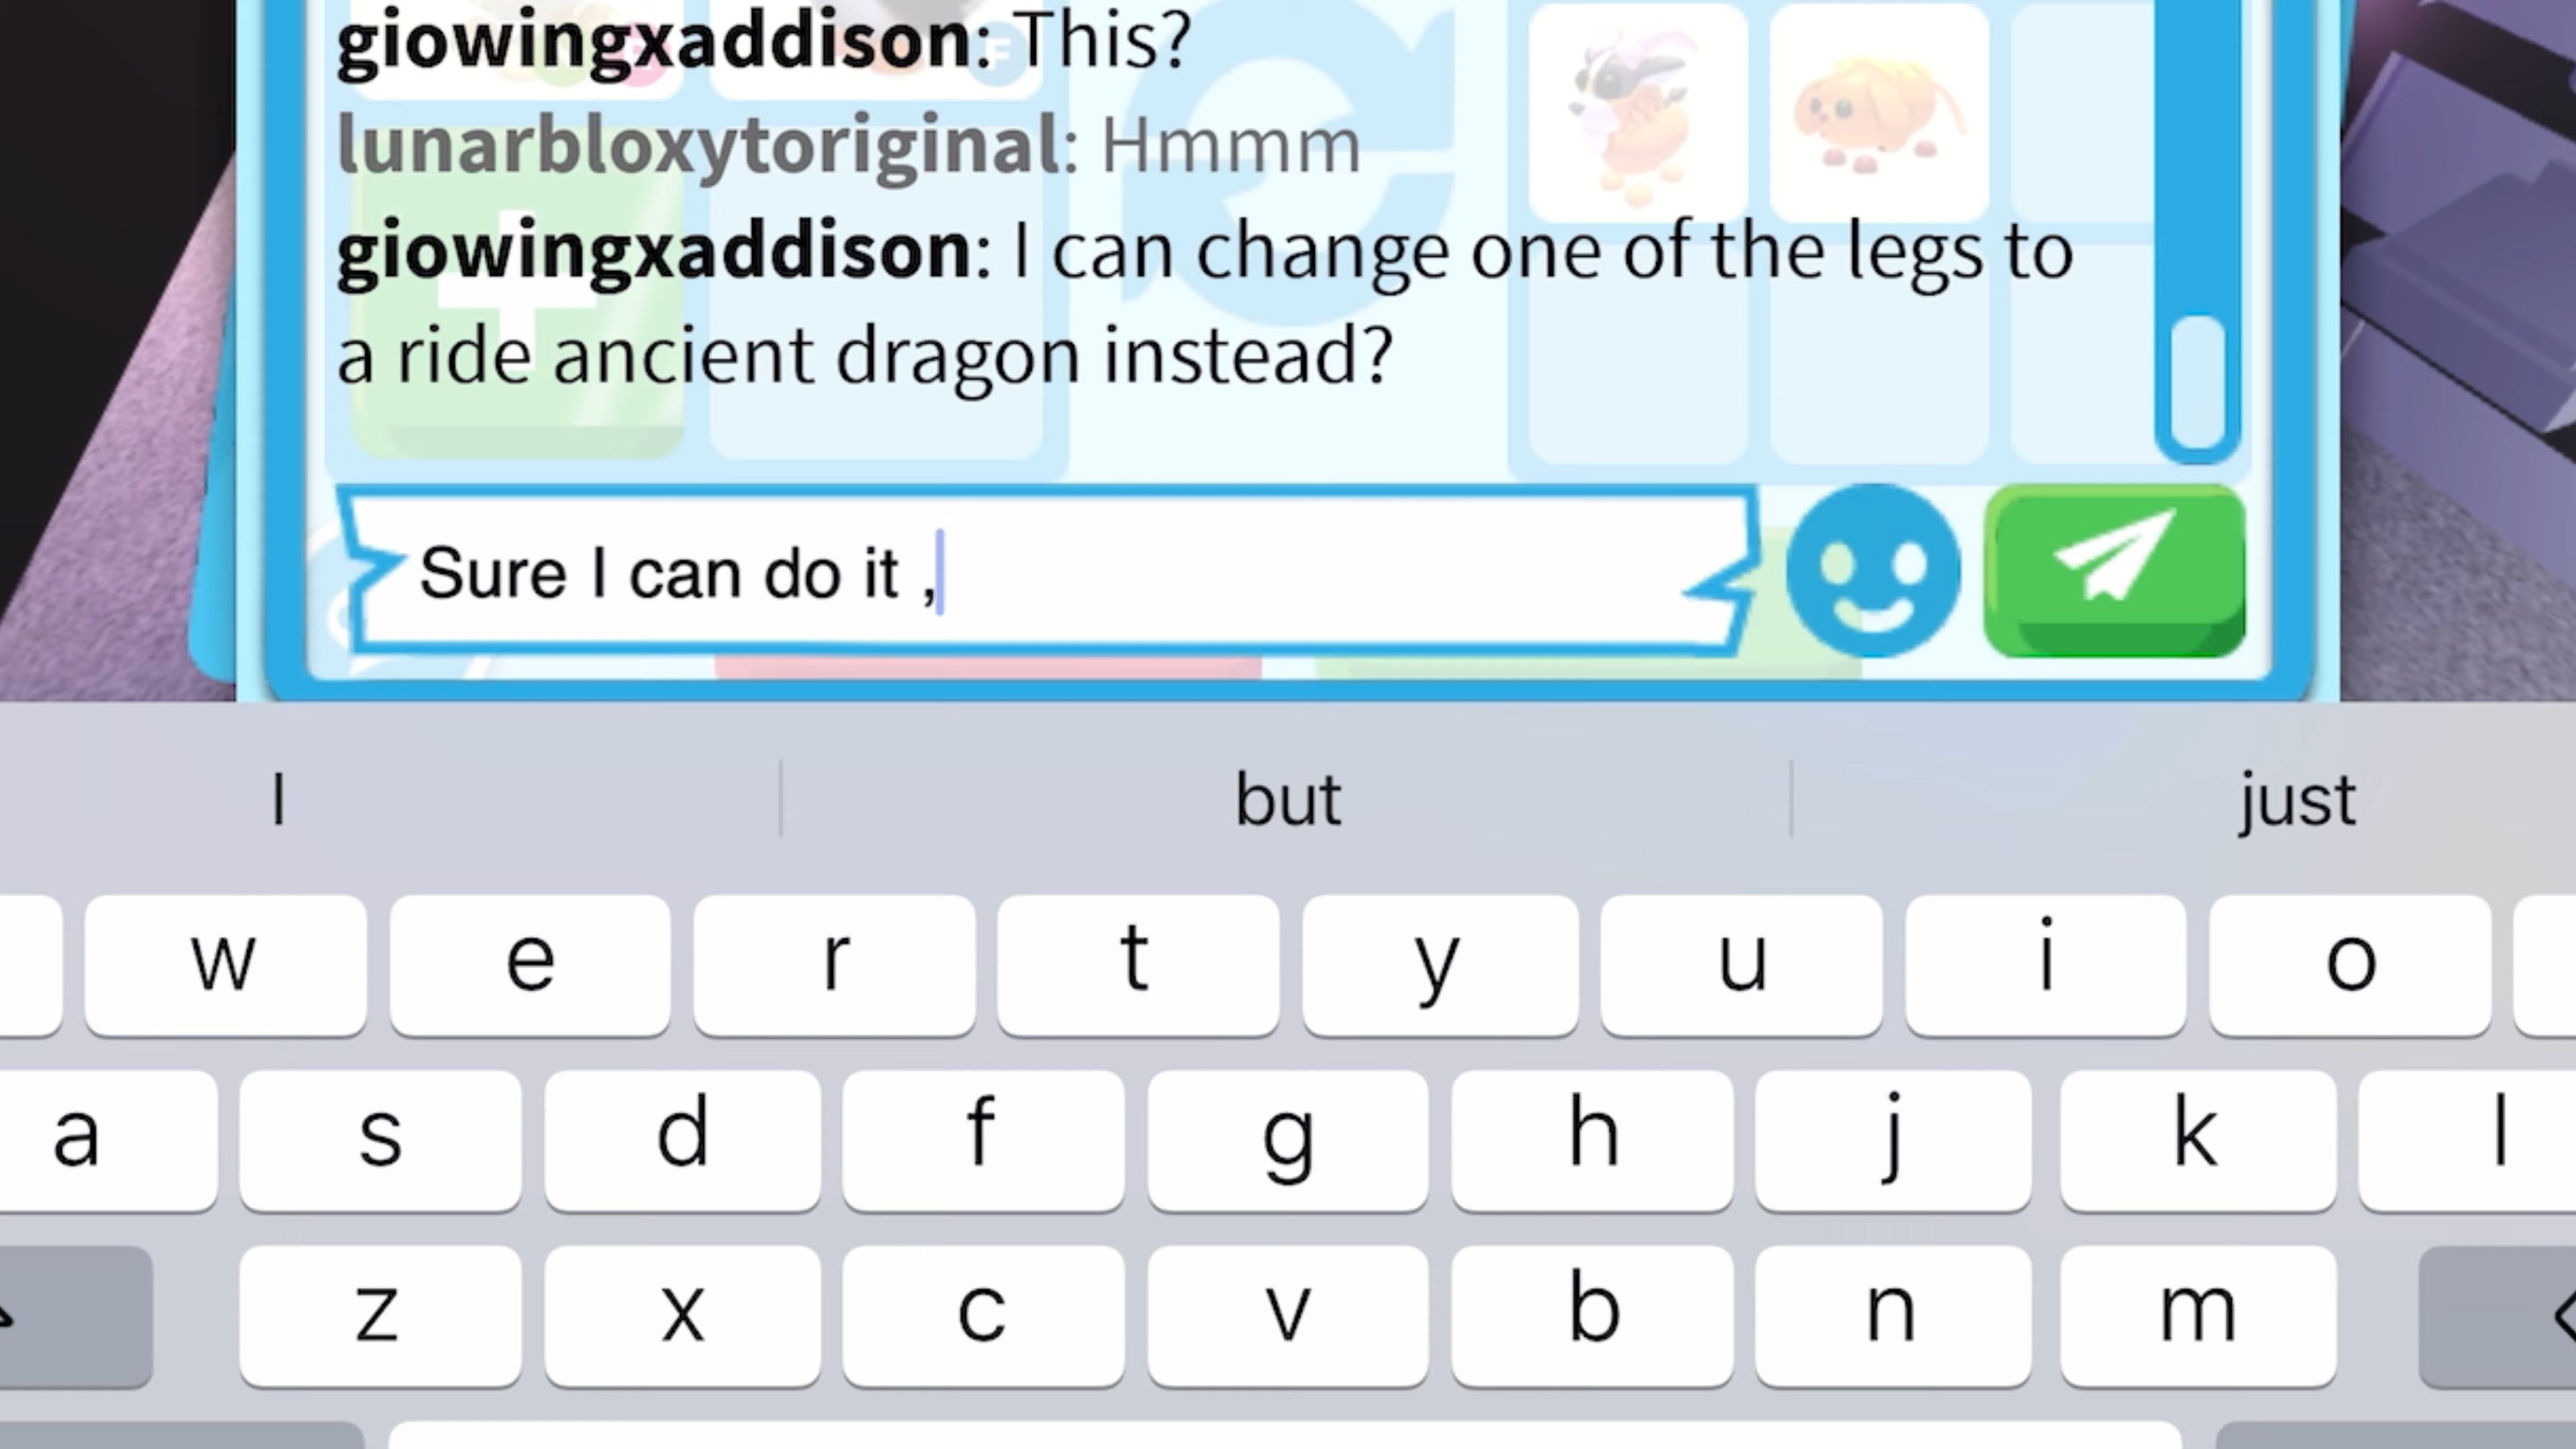 giowingxaddison: This?
lunarbloxytoriginal: Hmmm
giowingxaddison: I can change one of the legs to
a ride ancient dragon instead?
Sure I can do it ,
I but just
w e r t y u i o
a s d f g h j k l
z x c v b n m